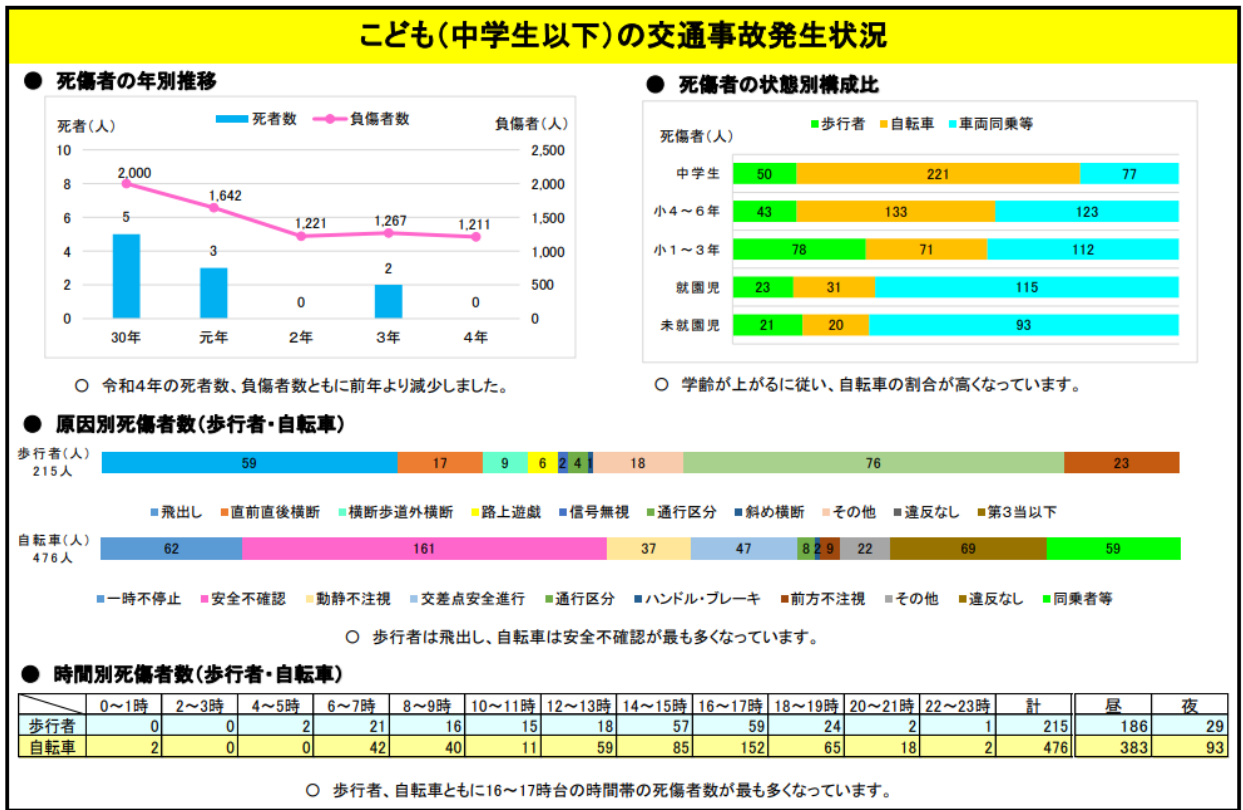 こども(中学生以下)の交通事故発生状況
● 死傷者の年別推移
死者(人)
死者数 負傷者数
負傷者(人)
10 2,500
8 2,000
6 1,500
4 1,000
2 500
0 0
2,000 1,642 1,221 1,267 1,211
5 3 0 2 0
30年 元年 2年 3年 4年
○ 令和4年の死者数、負傷者数ともに前年より減少しました。
● 死傷者の状態別構成比
歩行者 自転車 車両同乗等
死傷者(人)
中学生 50 221 77
小4~6年 43 133 123
小1~3年 78 71 112
就園児 23 31 115
未就園児 21 20 93
○ 学齢が上がるに従い、自転車の割合が高くなっています。
● 原因別死傷者数(歩行者・自転車)
歩行者(人)
215人
59 17 9 6 2 4 1 18 76 23
飛出し 直前直後横断 横断歩道外横断 路上遊戯 信号無視 通行区分 斜め横断 その他 違反なし 第3当以下
自転車(人)
476人
62 161 37 47 8 2 9 22 69 59
一時不停止 安全不確認 動静不注視 交差点安全進行 通行区分 ハンドル・ブレーキ 前方不注視 その他 違反なし 同乗者等
○ 歩行者は飛出し、自転車は安全不確認が最も多くなっています。
● 時間別死傷者数(歩行者・自転車)
0~1時 2~3時 4~5時 6~7時 8~9時 10~11時 12~13時 14~15時 16~17時 18~19時 20~21時 22~23時 計 昼 夜
歩行者 0 0 2 21 16 15 18 57 59 24 2 1 215 186 29
自転車 2 0 0 42 40 11 59 85 152 65 18 2 476 383 93
○ 歩行者、自転車ともに16~17時台の時間帯の死傷者数が最も多くなっています。